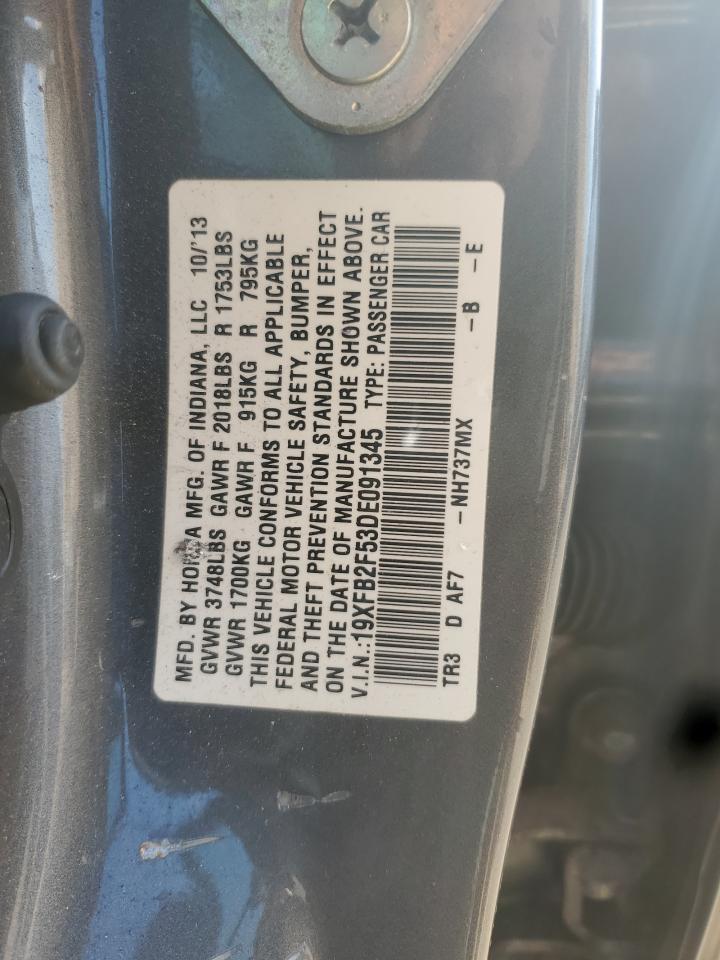 MFD. BY HONDA MFG. OF INDIANA, LLC 10/'13
GVWR 3748LBS GAWR F 2018LBS R 1753LBS
GVWR 1700KG GAWR F 915KG R 795KG
THIS VEHICLE CONFORMS TO ALL APPLICABLE
FEDERAL MOTOR VEHICLE SAFETY, BUMPER,
AND THEFT PREVENTION STANDARDS IN EFFECT
ON THE DATE OF MANUFACTURE SHOWN ABOVE.
V.I.N.:19XFB2F53DE091345 TYPE: PASSENGER CAR
TR3 D AF7 -NH737MX -B -E